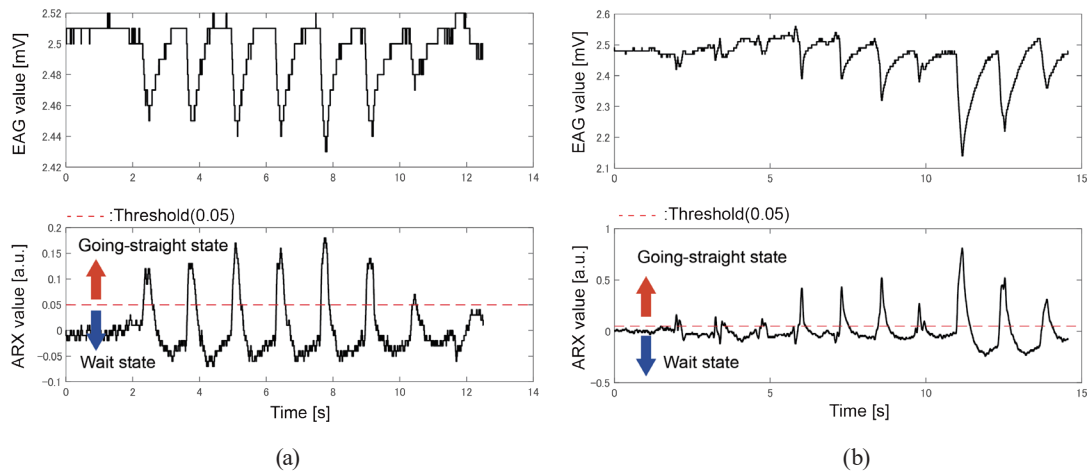 EAG value [mV]
2.52
2.5
2.48
2.46
2.44
2.42
0 2 4 6 8 10 12 14
:Threshold(0.05)
ARX value [a.u.]
0.2
0.15
0.1
0.05
0
-0.05
-0.1
Going-straight state
Wait state
0 2 4 6 8 10 12 14
Time [s]
(a)
EAG value [mV]
2.6
2.5
2.4
2.3
2.2
2.1
0 5 10 15
:Threshold(0.05)
ARX value [a.u.]
1
0.5
0
-0.5
Going-straight state
Wait state
0 5 10 15
Time [s]
(b)